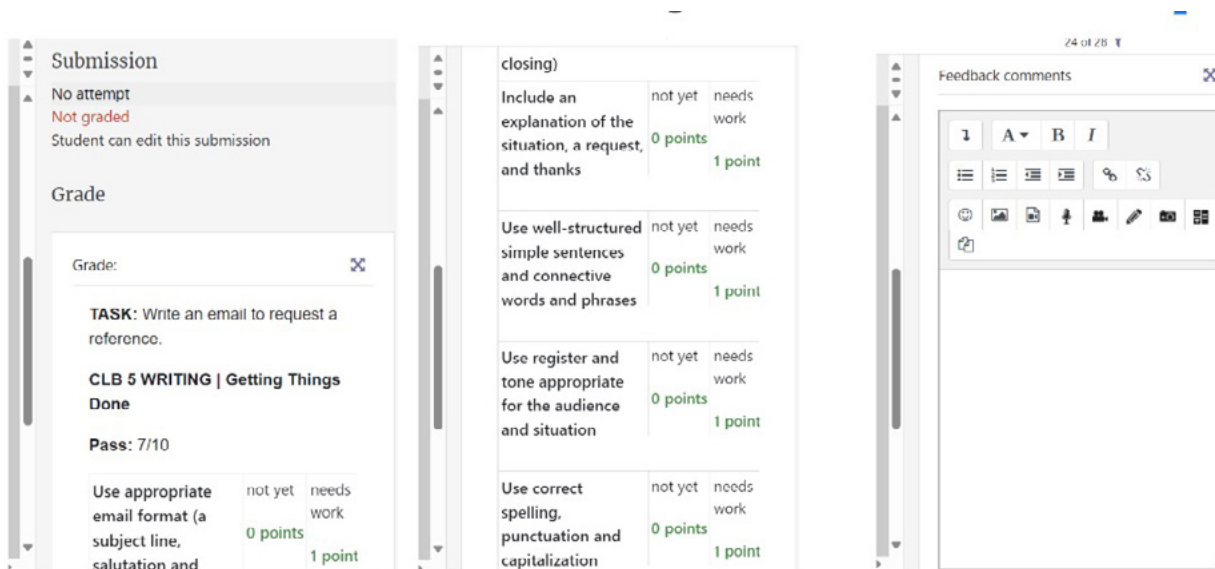 Submission
No attempt
Not graded
Student can edit this submission
Grade
Grade:
TASK: Write an email to request a
reference.
CLB 5 WRITING | Getting Things
Done
Pass: 7/10
Use appropriate
email format (a
subject line,
salutation and
not yet
0 points
needs
work
1 point
closing)
Include an
explanation of the
situation, a request,
and thanks
not yet
0 points
needs
work
1 point
Use well-structured
simple sentences
and connective
words and phrases
not yet
0 points
needs
work
1 point
Use register and
tone appropriate
for the audience
and situation
not yet
0 points
needs
work
1 point
Use correct
spelling,
punctuation and
capitalization
not yet
0 points
needs
work
1 point
24 of 28
Feedback comments
A
B
I